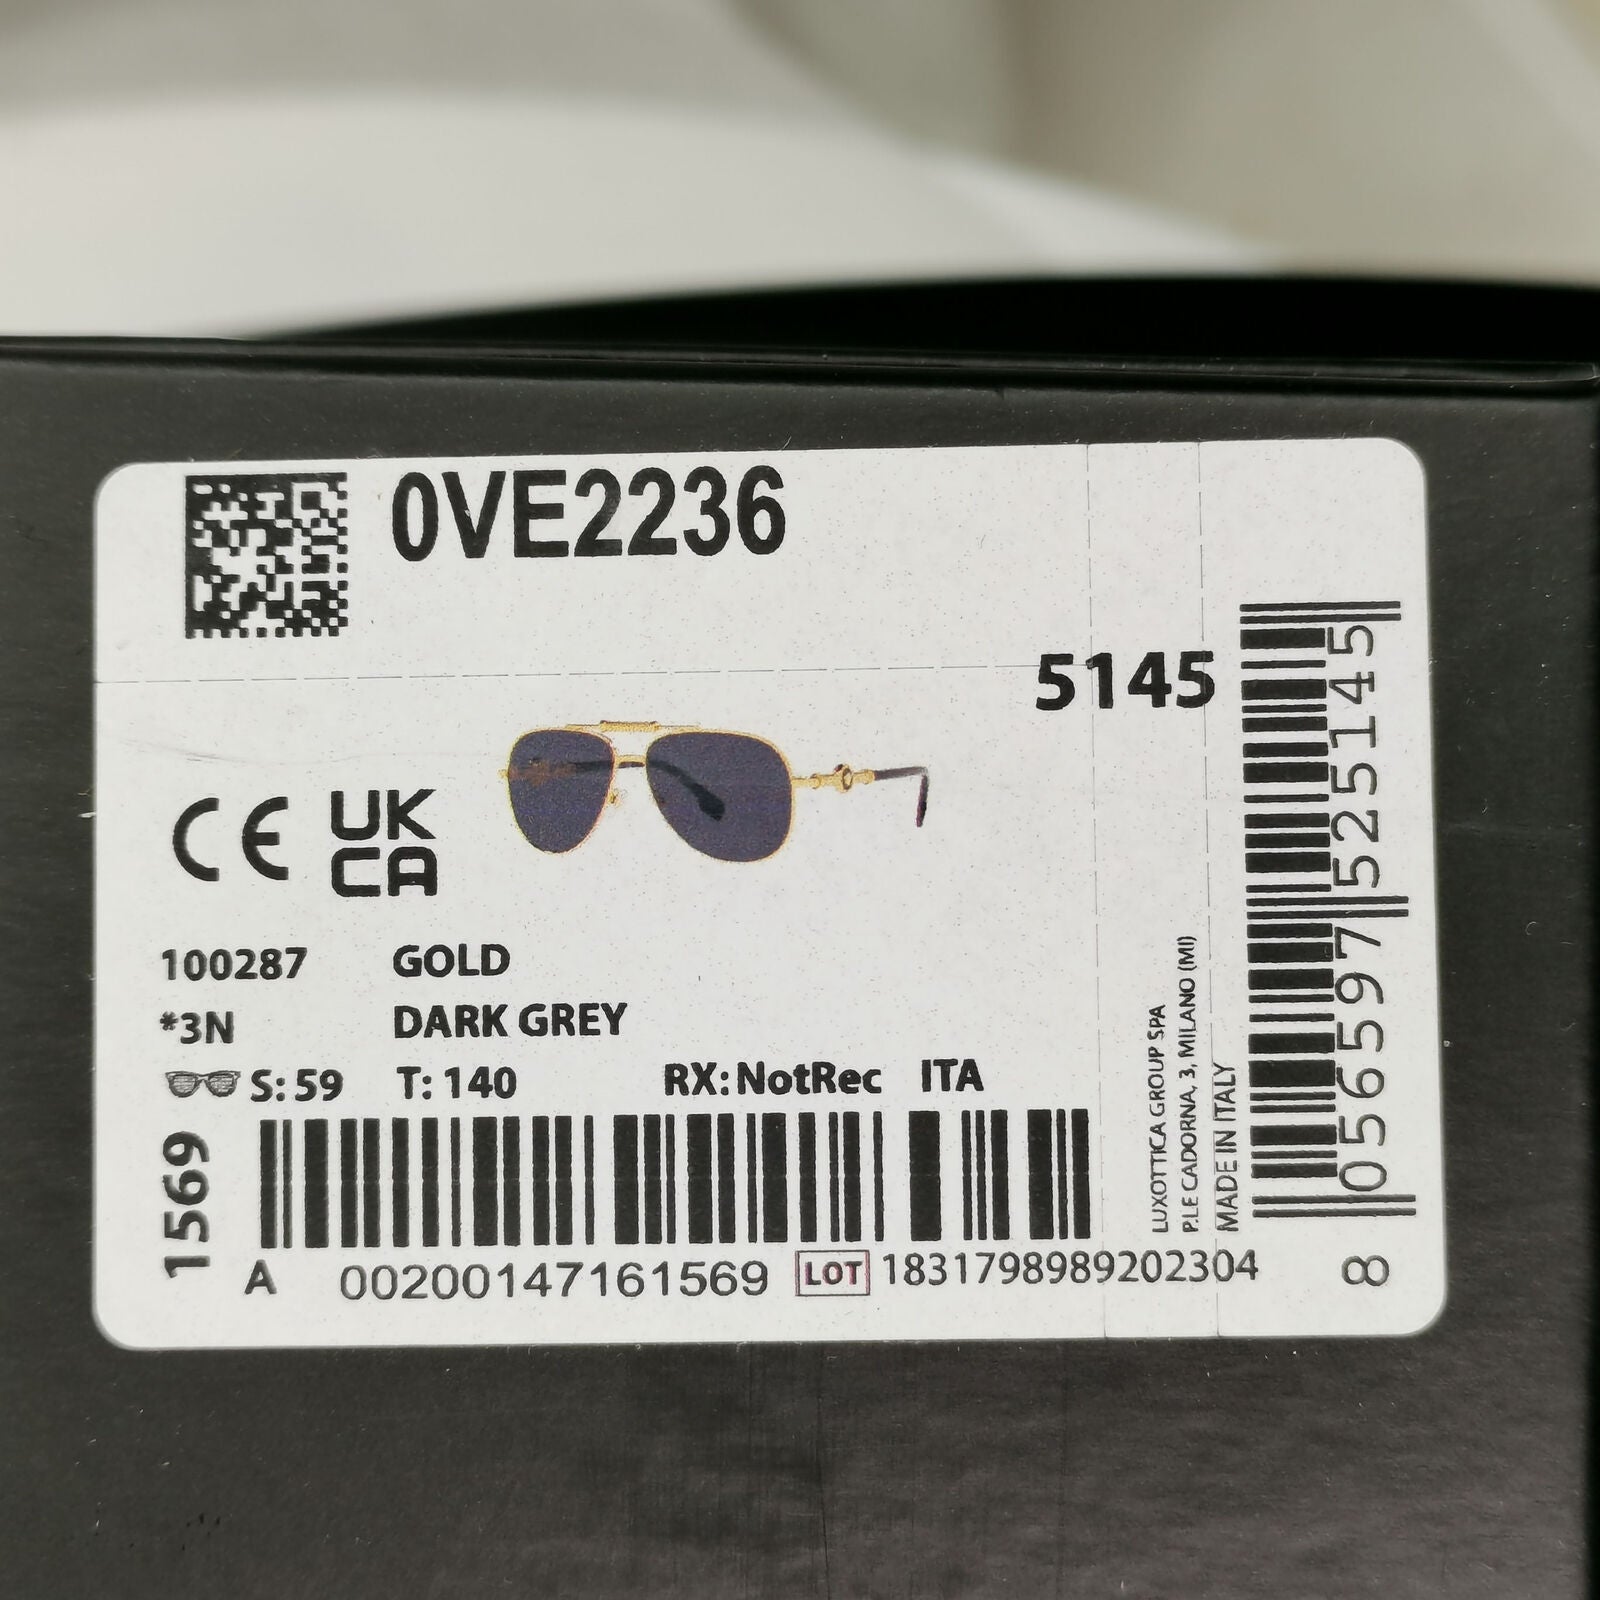 0VE2236
5145
CE UK
CA
100287 GOLD
*3N DARK GREY
S: 59 T: 140 RX: NotRec ITA
1569
A 00200147161569 LOT 1831798989202304
LUXOTTICA GROUP SPA
P.LE CADORNA, 3, MILANO (MI)
MADE IN ITALY
8 056597 525145